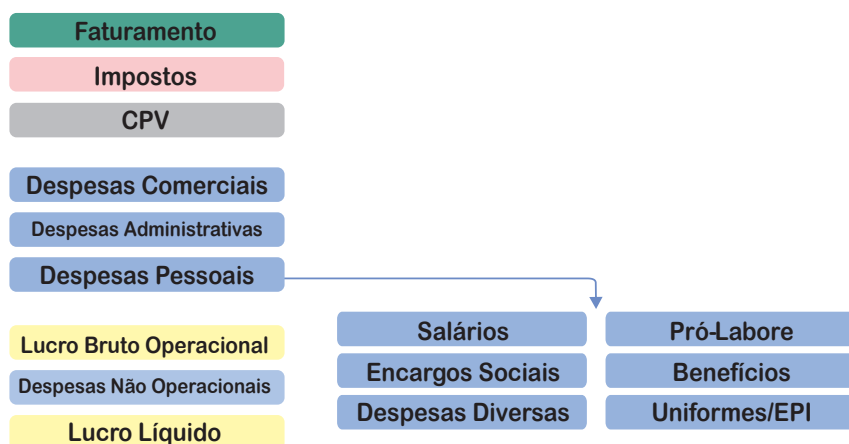 Faturamento
Impostos
CPV
Despesas Comerciais
Despesas Administrativas
Despesas Pessoais
Lucro Bruto Operacional
Despesas Não Operacionais
Lucro Líquido
Salários
Pró-Labore
Encargos Sociais
Benefícios
Despesas Diversas
Uniformes/EPI